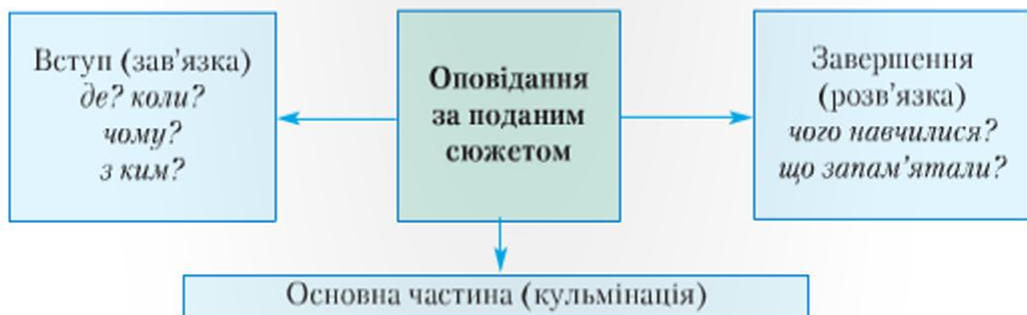 Вступ (зав'язка)
де? коли?
чому?
з ким?
Оповідання
за поданим
сюжетом
Завершення
(розв'язка)
чого навчилися?
що запам'ятали?
Основна частина (кульмінація)